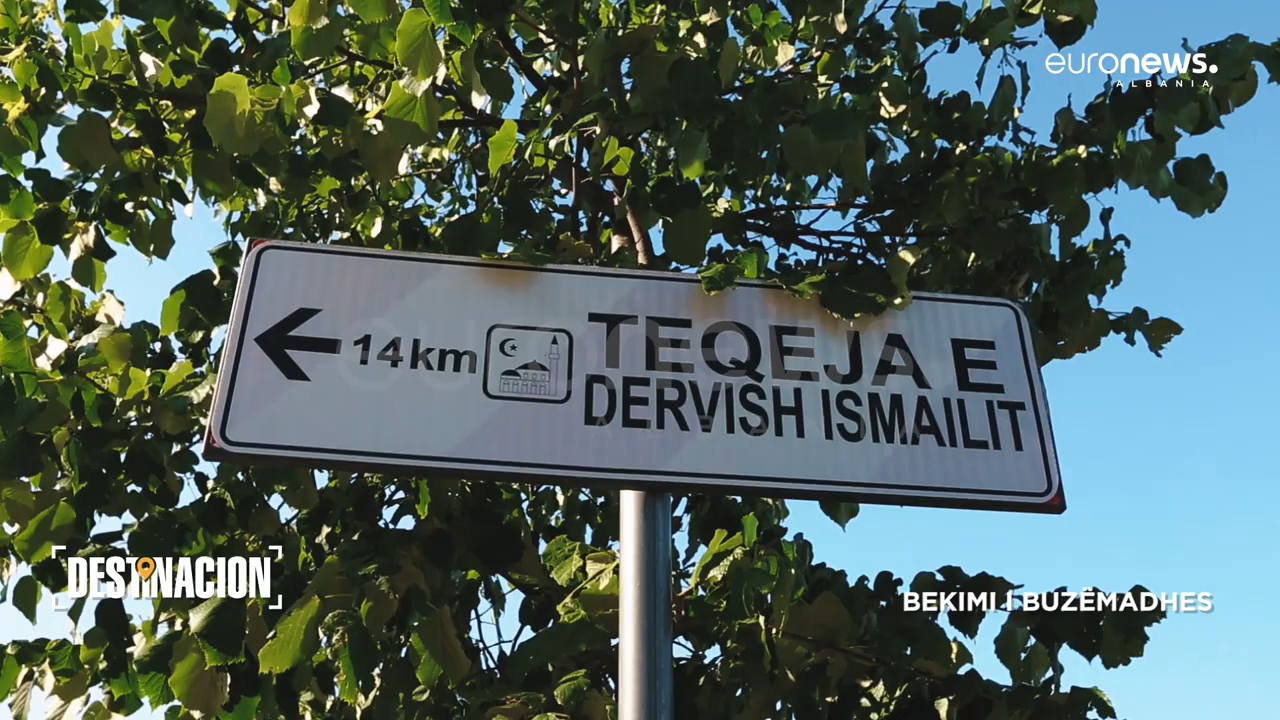 euronews.
ALBANIA
14km
TEQEJA E
DERVISH ISMAILIT
DESTINACION
BEKIMI I BUZËMADHES